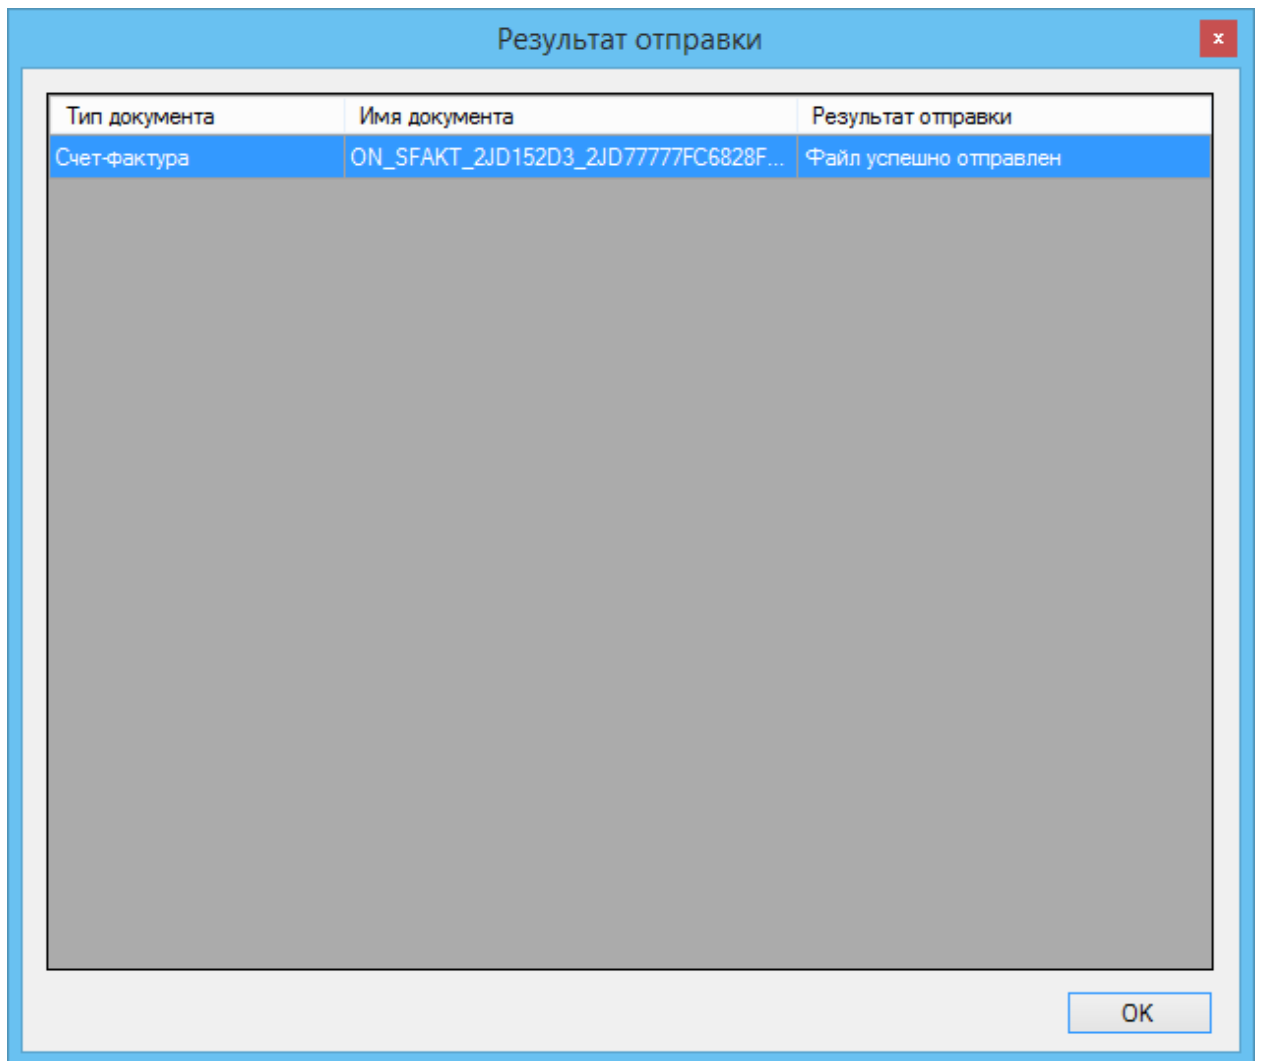 Результат отправки
x
Тип документа Имя документа Результат отправки
Счет-фактура ON_SFAKT_2JD152D3_2JD77777FC6828F... Файл успешно отправлен
OK